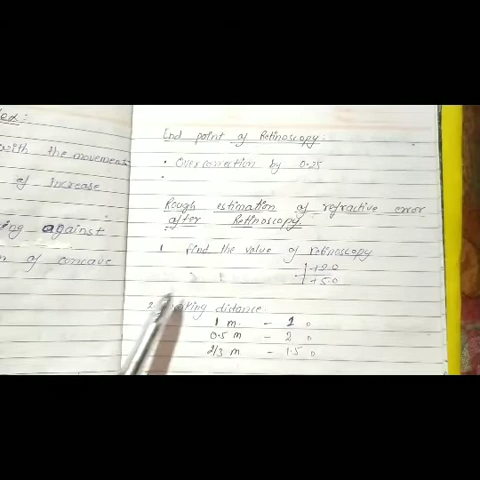 with the movement
of Increase
against
of concave
End point of Retinoscopy:
• Overcorrection by 0.25
•
Rough estimation of refractive error
after Retinoscopy.
1 Find the value of retinoscopy
+2.0
+5.0
2. Working distance
1 m. - 1 D
0.5 m - 2 D
2/3 m - 1.5 D